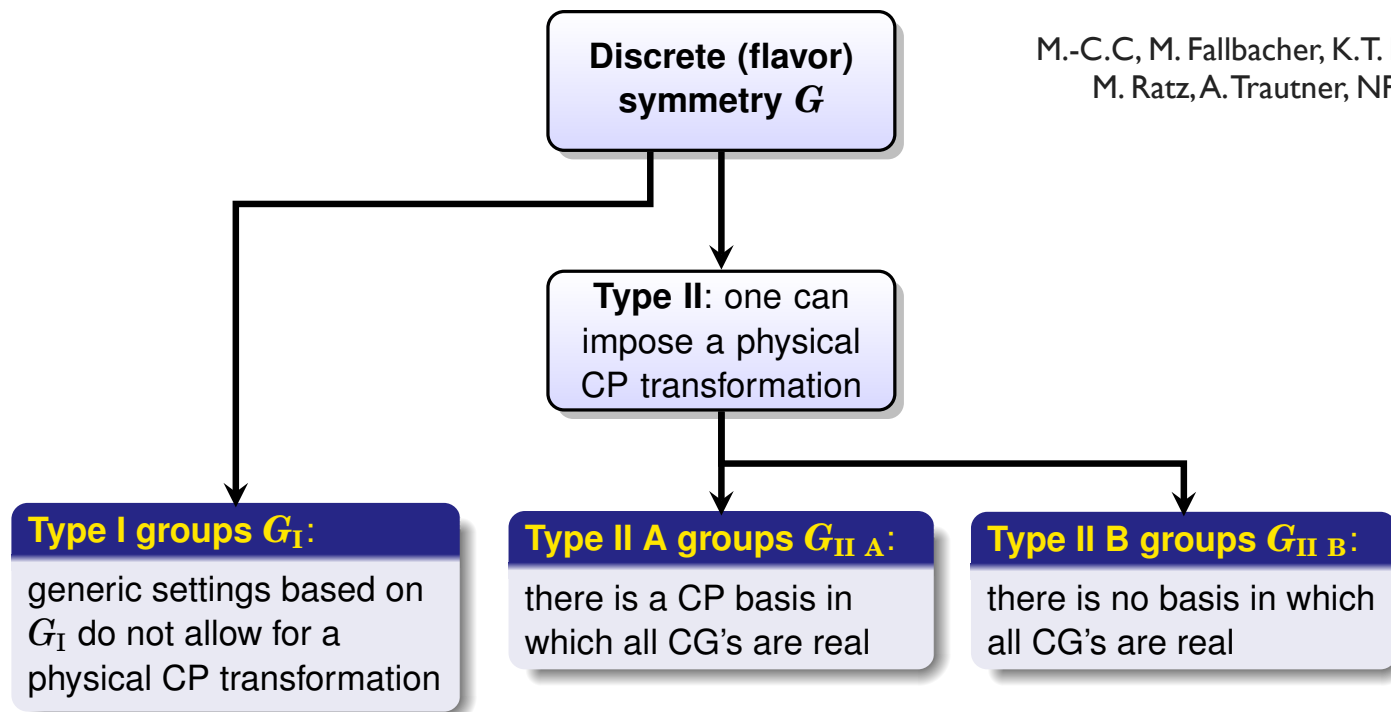 Discrete (flavor)
symmetry G
M.-C.C, M. Fallbacher, K.T.
M. Ratz, A. Trautner,
Type II: one can
impose a physical
CP transformation
Type I groups G_I:
generic settings based on
G_I do not allow for a
physical CP transformation
Type II A groups G_II A:
there is a CP basis in
which all CG's are real
Type II B groups G_II B:
there is no basis in which
all CG's are real